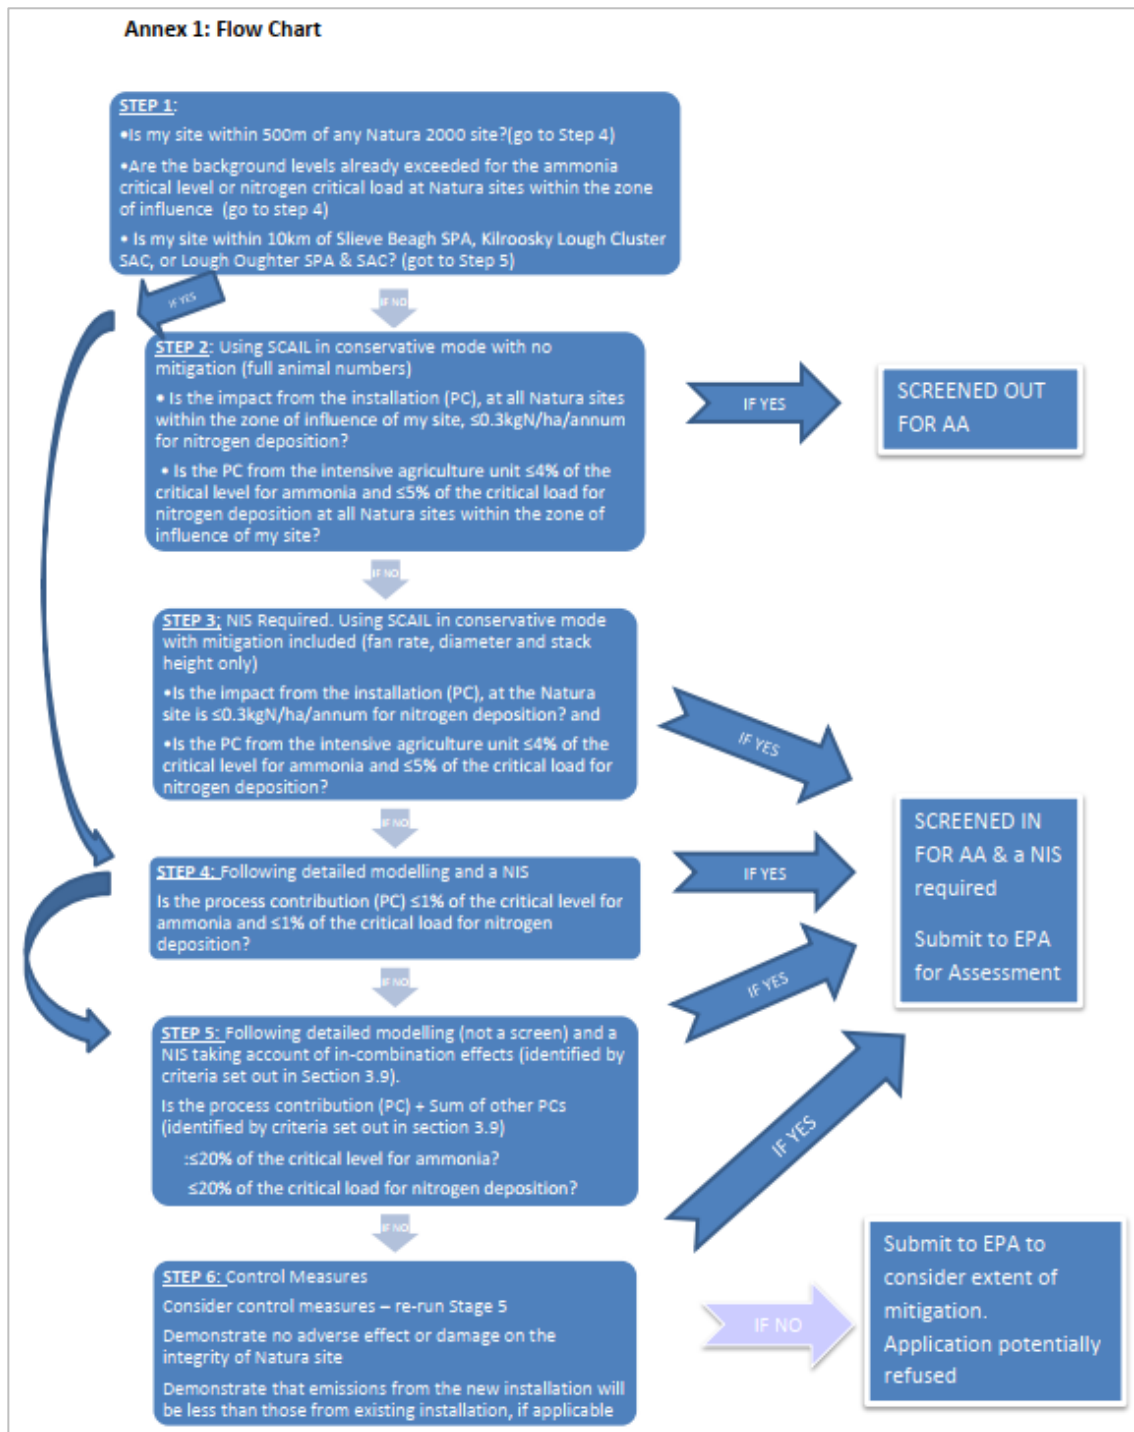 Annex 1: Flow Chart
STEP 1:
•Is my site within 500m of any Natura 2000 site?(go to Step 4)
•Are the background levels already exceeded for the ammonia
critical level or nitrogen critical load at Natura sites within the zone
of influence (go to step 4)
• Is my site within 10km of Slieve Beagh SPA, Kilroosky Lough Cluster
SAC, or Lough Oughter SPA & SAC? (got to Step 5)
IF YES
IF NO
STEP 2: Using SCAIL in conservative mode with no
mitigation (full animal numbers)
• Is the impact from the installation (PC), at all Natura sites
within the zone of influence of my site, ≤0.3kgN/ha/annum
for nitrogen deposition?
• Is the PC from the intensive agriculture unit ≤4% of the
critical level for ammonia and ≤5% of the critical load for
nitrogen deposition at all Natura sites within the zone of
influence of my site?
IF YES
SCREENED OUT
FOR AA
IF NO
STEP 3; NIS Required. Using SCAIL in conservative mode
with mitigation included (fan rate, diameter and stack
height only)
•Is the impact from the installation (PC), at the Natura
site is ≤0.3kgN/ha/annum for nitrogen deposition? and
•Is the PC from the intensive agriculture unit ≤4% of the
critical level for ammonia and ≤5% of the critical load for
nitrogen deposition?
IF YES
IF NO
STEP 4: Following detailed modelling and a NIS
Is the process contribution (PC) ≤1% of the critical level for
ammonia and ≤1% of the critical load for nitrogen
deposition?
IF YES
SCREENED IN
FOR AA & a NIS
required
Submit to EPA
for Assessment
IF NO
IF YES
STEP 5: Following detailed modelling (not a screen) and a
NIS taking account of in-combination effects (identified by
criteria set out in Section 3.9).
Is the process contribution (PC) + Sum of other PCs
(identified by criteria set out in section 3.9)
:≤20% of the critical level for ammonia?
≤20% of the critical load for nitrogen deposition?
IF YES
IF NO
STEP 6: Control Measures
Consider control measures – re-run Stage 5
Demonstrate no adverse effect or damage on the
integrity of Natura site
Demonstrate that emissions from the new installation will
be less than those from existing installation, if applicable
IF NO
Submit to EPA to
consider extent of
mitigation.
Application potentially
refused